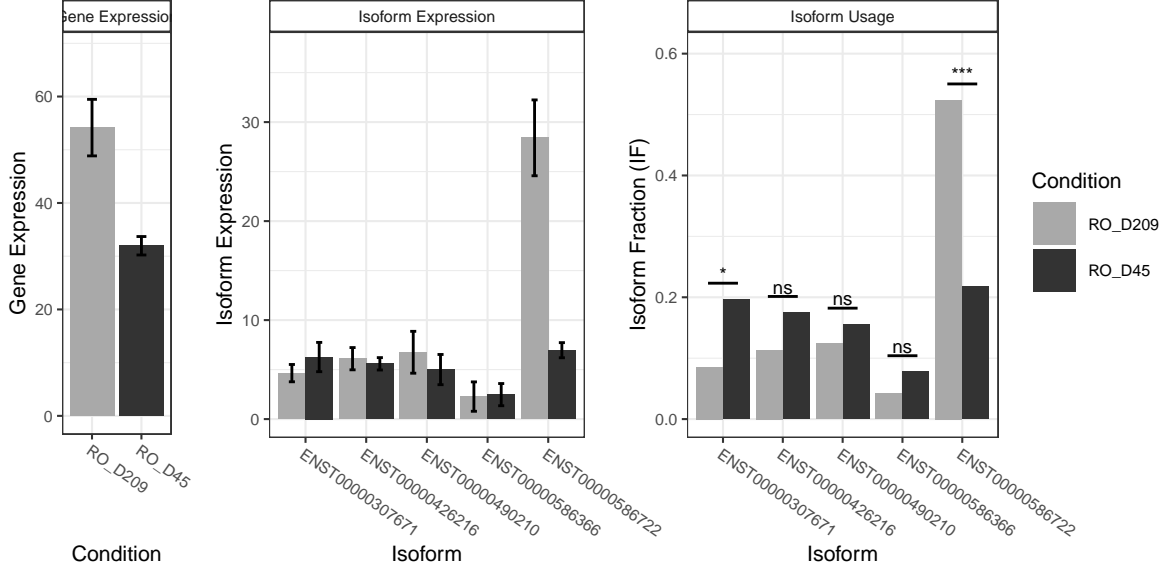 Gene Expression
Isoform Expression
Isoform Usage
Gene Expression
60
40
20
0
RO_D209
RO_D45
Condition
Isoform Expression
30
20
10
0
ENST00000307671
ENST00000426216
ENST00000490210
ENST00000586366
ENST00000586722
Isoform
Isoform Fraction (IF)
0.6
0.4
0.2
0.0
*
ns
ns
ns
***
ENST00000307671
ENST00000426216
ENST00000490210
ENST00000586366
ENST00000586722
Isoform
Condition
RO_D209
RO_D45